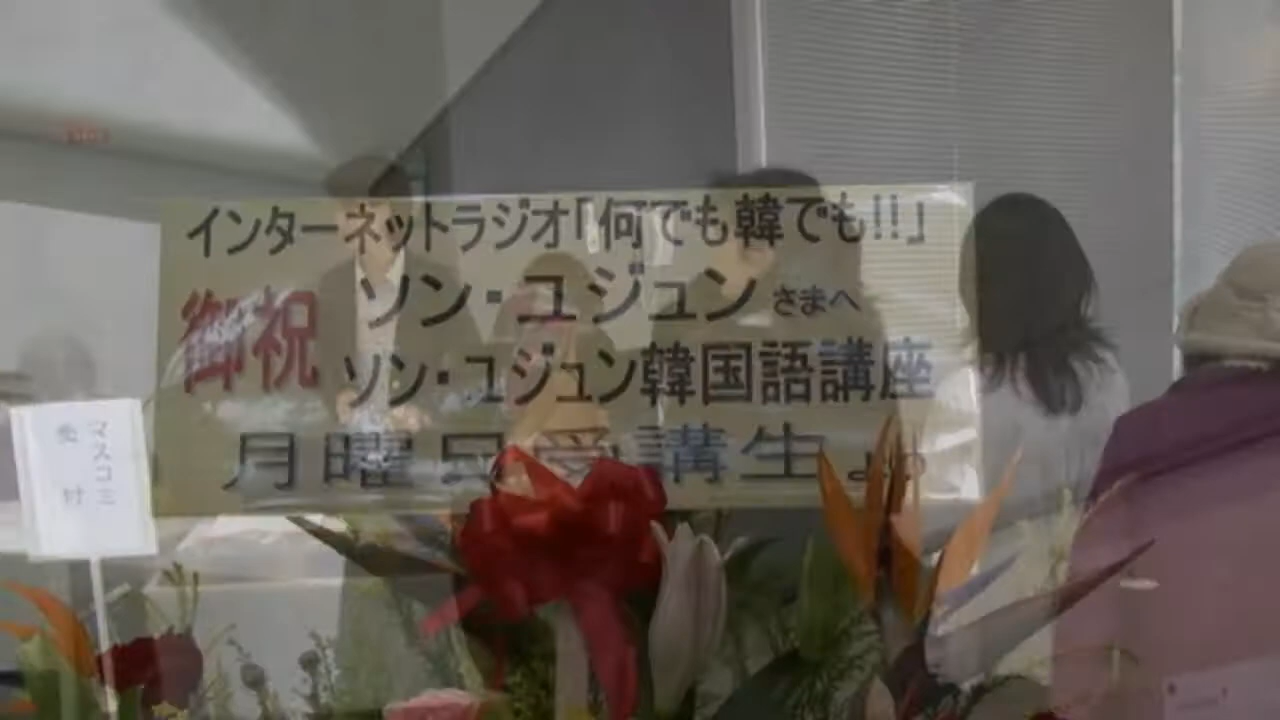 インターネットラジオ「何でも韓でも!!」
ソン・ユジュン さまへ
御祝
ソン・ユジュン韓国語講座
月曜日受講生より
マスコミ
受付